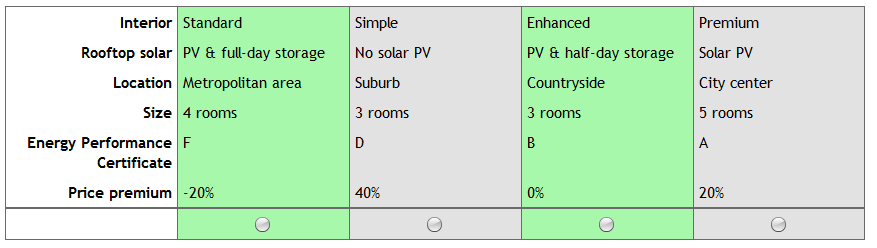 Interior Standard Simple Enhanced Premium
Rooftop solar PV & full-day storage No solar PV PV & half-day storage Solar PV
Location Metropolitan area Suburb Countryside City center
Size 4 rooms 3 rooms 3 rooms 5 rooms
Energy Performance F D B A
Certificate
Price premium -20% 40% 0% 20%